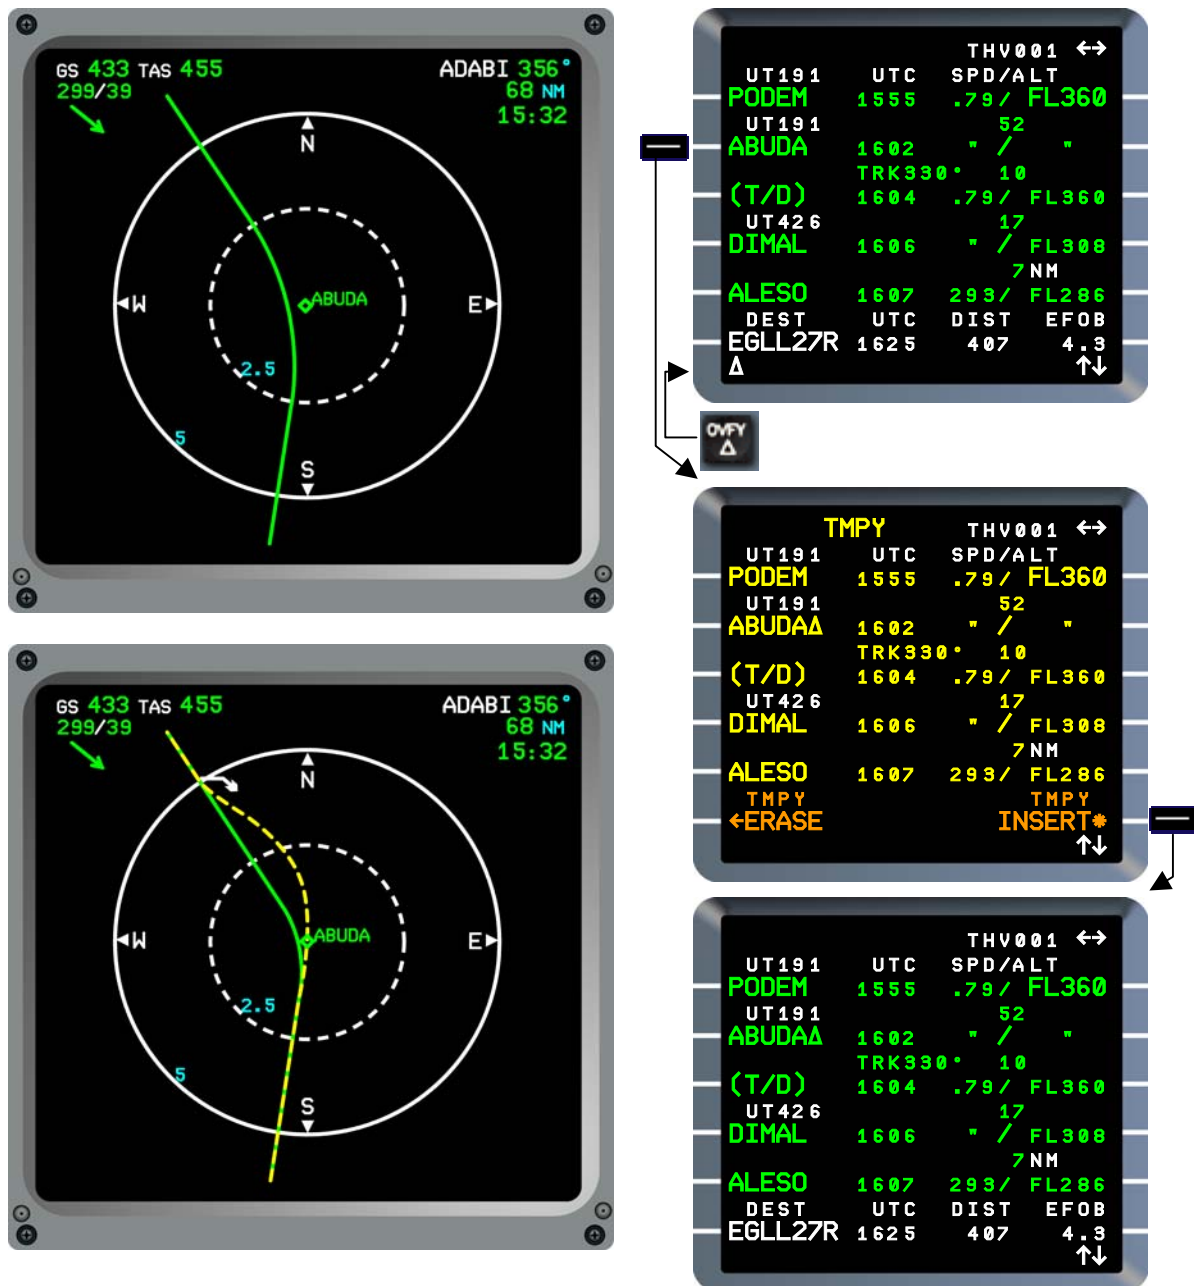 GS 433 TAS 455
299/39
ADABI 356°
68 NM
15:32
N
W
E
S
ABUDA
2.5
5
THV001 ←→
UT191 UTC SPD/ALT
PODEM 1555 .79/ FL360
UT191 52
ABUDA 1602 " / "
TRK330° 10
(T/D) 1604 .79/ FL360
UT426 17
DIMAL 1606 " / FL308
7NM
ALESO 1607 293/ FL286
DEST UTC DIST EFOB
EGLL27R 1625 407 4.3
Δ ↑↓
OVFY
Δ
TMPY THV001 ←→
UT191 UTC SPD/ALT
PODEM 1555 .79/ FL360
UT191 52
ABUDAΔ 1602 " / "
TRK330° 10
(T/D) 1604 .79/ FL360
UT426 17
DIMAL 1606 " / FL308
7NM
ALESO 1607 293/ FL286
TMPY TMPY
←ERASE INSERT*
↑↓
GS 433 TAS 455
299/39
ADABI 356°
68 NM
15:32
N
W
E
S
ABUDA
2.5
5
THV001 ←→
UT191 UTC SPD/ALT
PODEM 1555 .79/ FL360
UT191 52
ABUDAΔ 1602 " / "
TRK330° 10
(T/D) 1604 .79/ FL360
UT426 17
DIMAL 1606 " / FL308
7NM
ALESO 1607 293/ FL286
DEST UTC DIST EFOB
EGLL27R 1625 407 4.3
↑↓